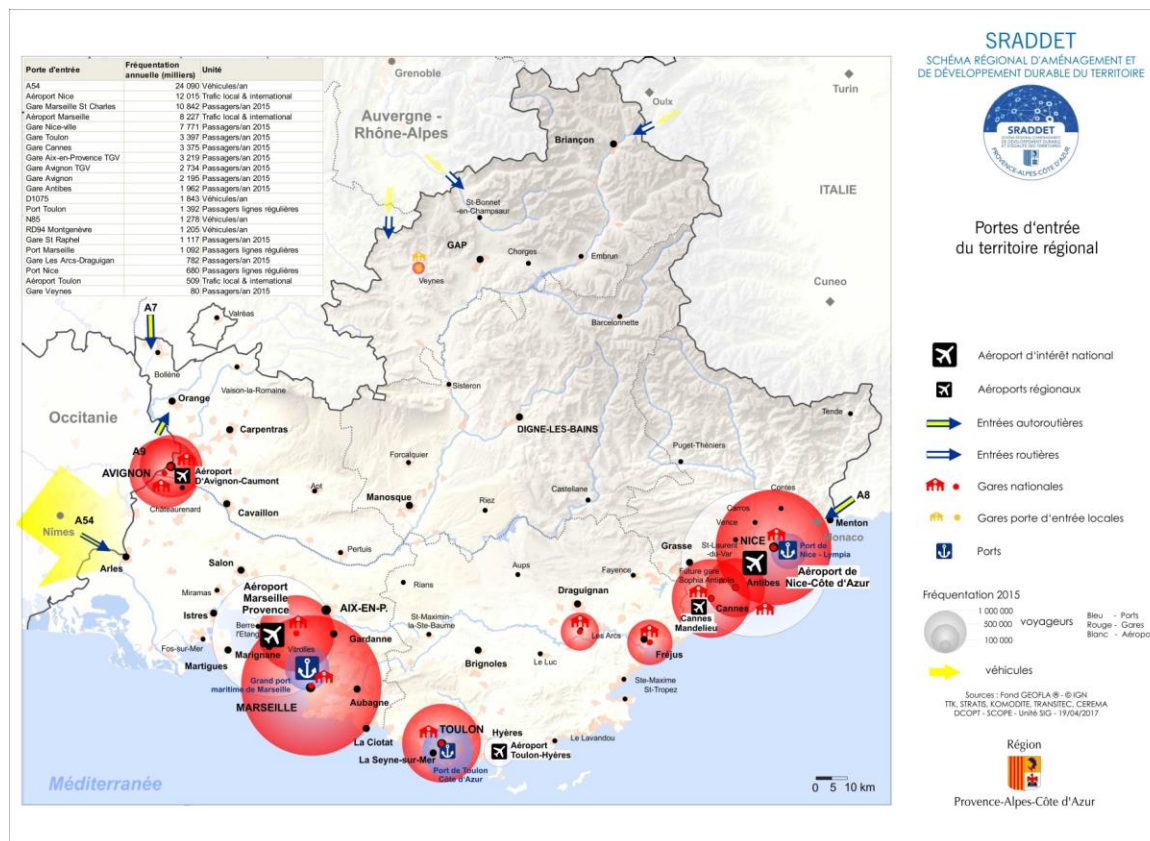 Porte d'entrée Fréquentation annuelle (milliers) Unité
A54 24 090 Véhicules/an
Aéroport Nice 12 015 Trafic local & international
Gare Marseille St Charles 10 842 Passagers/an 2015
Aéroport Marseille 8 227 Trafic local & international
Gare Nice-ville 7 771 Passagers/an 2015
Gare Toulon 3 397 Passagers/an 2015
Gare Cannes 3 375 Passagers/an 2015
Gare Aix-en-Provence TGV 3 219 Passagers/an 2015
Gare Avignon TGV 2 734 Passagers/an 2015
Gare Avignon 2 195 Passagers/an 2015
Gare Antibes 1 962 Passagers/an 2015
D1075 1 843 Véhicules/an
Port Toulon 1 392 Passagers lignes régulières
N85 1 278 Véhicules/an
RD94 Montgenèvre 1 205 Véhicules/an
Gare St Raphel 1 117 Passagers/an 2015
Port Marseille 1 092 Passagers lignes régulières
Gare Les Arcs-Draguigan 782 Passagers/an 2015
Port Nice 680 Passagers lignes régulières
Aéroport Toulon 509 Trafic local & international
Gare Veynes 80 Passagers/an 2015
Grenoble
Oulx
Turin
Auvergne -
Rhône-Alpes
Briançon
ITALIE
St-Bonnet
-en-Champsaur
GAP
Chorges
Embrun
Veynes
Cuneo
Barcelonnette
A7
Valréas
Bollène
Vaison-la-Romaine
Sisteron
Occitanie
Orange
Carpentras
DIGNE-LES-BAINS
Tende
A9
AVIGNON
Aéroport
D'Avignon-Caumont
Forcalquier
Puget-Théniers
Châteaurenard
Apt
Manosque
Riez
Castellane
Contes
Cavaillon
Carros
A8
A54
Nîmes
Vence
Menton
Monaco
Arles
Pertuis
Grasse
St-Laurent
-du-Var
NICE
Port de
Nice - Lympia
Salon
Aups
Fayence
Future gare
Sophia Antipolis
Antibes
Aéroport de
Nice-Côte d'Azur
Miramas
Aéroport
Marseille
Provence
Rians
Draguignan
Cannes
Cannes
Mandelieu
Istres
AIX-EN-P.
Berre-
l'Etang
St-Maximin-
la-Ste-Baume
Fos-sur-Mer
Gardanne
Les Arcs
Fréjus
Martigues
Marignane
Vitrolles
Brignoles
Le Luc
Grand port
maritime de Marseille
MARSEILLE
Aubagne
Ste-Maxime
St-Tropez
La Ciotat
TOULON
Hyères
Le Lavandou
La Seyne-sur-Mer
Aéroport
Toulon-Hyères
Port de Toulon
Côte d'Azur
Méditerranée
0 5 10 km
SRADDET
SCHÉMA RÉGIONAL D'AMÉNAGEMENT ET
DE DÉVELOPPEMENT DURABLE DU TERRITOIRE
SRADDET
SCHÉMA RÉGIONAL D'AMÉNAGEMENT
DE DÉVELOPPEMENT DURABLE
ET D'ÉGALITÉ DES TERRITOIRES
PROVENCE-ALPES-CÔTE D'AZUR
Portes d'entrée
du territoire régional
Aéroport d'intérêt national
Aéroports régionaux
Entrées autoroutières
Entrées routières
Gares nationales
Gares porte d'entrée locales
Ports
Fréquentation 2015
1 000 000
500 000
100 000
voyageurs
Bleu - Ports
Rouge - Gares
Blanc - Aéropo
véhicules
Sources : Fond GEOFLA ® - © IGN
TTK, STRATIS, KOMODITE, TRANSITEC, CEREMA
DCOPT - SCOPE - Unité SIG - 19/04/2017
Région
Provence-Alpes-Côte d'Azur